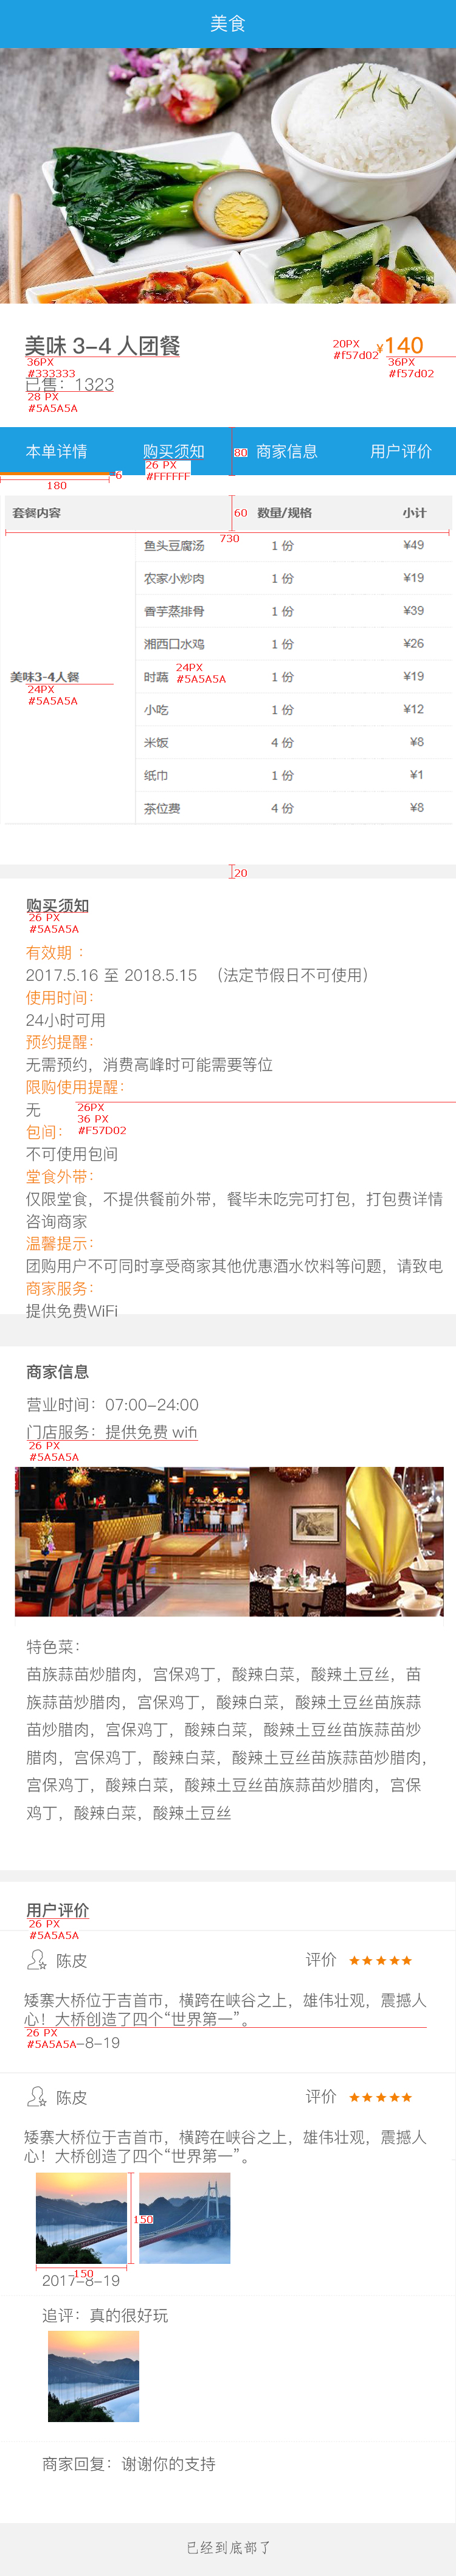 美食
美味 3-4 人团餐
20PX
#f57d02
¥140
36PX
#333333
36PX
#f57d02
已售：1323
28 PX
#5A5A5A
本单详情 购买须知 商家信息 用户评价
80
26 PX
#FFFFFF
6
180
套餐内容 数量/规格 小计
60
730
鱼头豆腐汤 1 份 ¥49
农家小炒肉 1 份 ¥19
香芋蒸排骨 1 份 ¥39
湘西口水鸡 1 份 ¥26
美味3-4人餐
24PX
#5A5A5A
时蔬 1 份 ¥19
24PX
#5A5A5A
小吃 1 份 ¥12
米饭 4 份 ¥8
纸巾 1 份 ¥1
茶位费 4 份 ¥8
20
购买须知
26 PX
#5A5A5A
有效期 ：
2017.5.16 至 2018.5.15 （法定节假日不可使用）
使用时间：
24小时可用
预约提醒：
无需预约，消费高峰时可能需要等位
限购使用提醒：
无
26PX
36 PX
#F57D02
包间：
不可使用包间
堂食外带：
仅限堂食，不提供餐前外带，餐毕未吃完可打包，打包费详情
咨询商家
温馨提示：
团购用户不可同时享受商家其他优惠酒水饮料等问题，请致电
商家服务：
提供免费WiFi
商家信息
营业时间：07:00-24:00
门店服务：提供免费 wifi
26 PX
#5A5A5A
特色菜：
苗族蒜苗炒腊肉，宫保鸡丁，酸辣白菜，酸辣土豆丝，苗
族蒜苗炒腊肉，宫保鸡丁，酸辣白菜，酸辣土豆丝苗族蒜
苗炒腊肉，宫保鸡丁，酸辣白菜，酸辣土豆丝苗族蒜苗炒
腊肉，宫保鸡丁，酸辣白菜，酸辣土豆丝苗族蒜苗炒腊肉，
宫保鸡丁，酸辣白菜，酸辣土豆丝苗族蒜苗炒腊肉，宫保
鸡丁，酸辣白菜，酸辣土豆丝
用户评价
26 PX
#5A5A5A
陈皮 评价
矮寨大桥位于吉首市，横跨在峡谷之上，雄伟壮观，震撼人
心！大桥创造了四个“世界第一”。
26 PX
#5A5A5A
-8-19
陈皮 评价
矮寨大桥位于吉首市，横跨在峡谷之上，雄伟壮观，震撼人
心！大桥创造了四个“世界第一”。
150
150
2017-8-19
追评：真的很好玩
商家回复：谢谢你的支持
已经到底部了